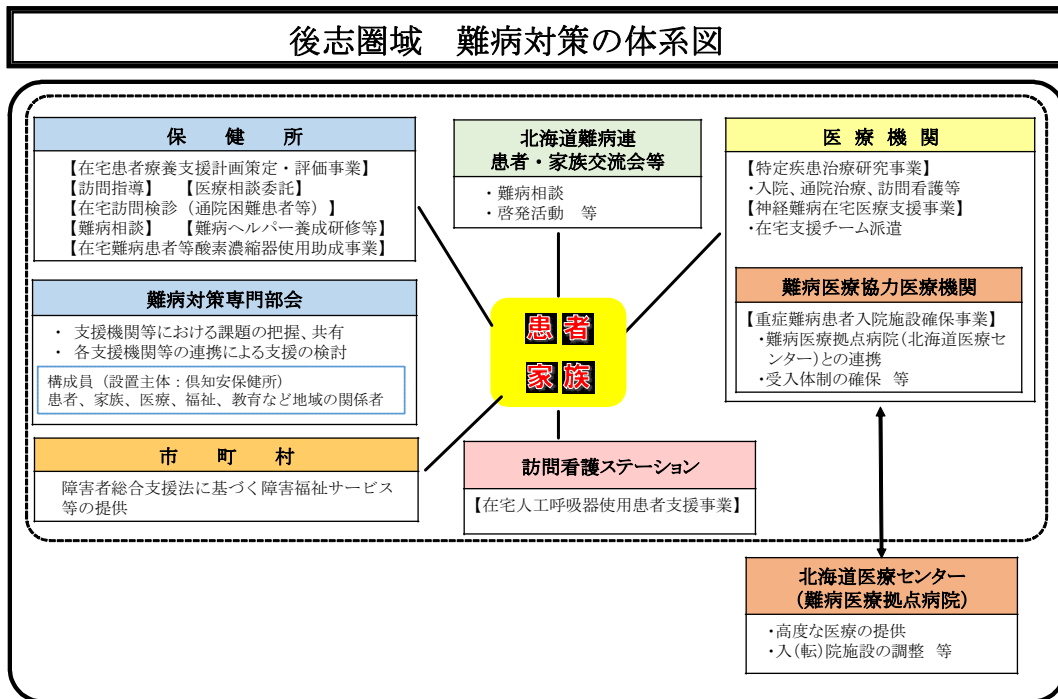 後志圏域　難病対策の体系図
保　健　所
【在宅患者療養支援計画策定・評価事業】
【訪問指導】　【医療相談委託】
【在宅訪問検診（通院困難患者等）】
【難病相談】　【難病ヘルパー養成研修等】
【在宅難病患者等酸素濃縮器使用助成事業】
難病対策専門部会
・ 支援機関等における課題の把握、共有
・ 各支援機関等の連携による支援の検討
構成員（設置主体：倶知安保健所）
患者、家族、医療、福祉、教育など地域の関係者
市　町　村
障害者総合支援法に基づく障害福祉サービス
等の提供
北海道難病連
患者・家族交流会等
・難病相談
・啓発活動　等
患者
家族
訪問看護ステーション
【在宅人工呼吸器使用患者支援事業】
医 療 機 関
【特定疾患治療研究事業】
・入院、通院治療、訪問看護等
【神経難病在宅医療支援事業】
・在宅支援チーム派遣
難病医療協力医療機関
【重症難病患者入院施設確保事業】
・難病医療拠点病院（北海道医療セ
ンター）との連携
・受入体制の確保　等
北海道医療センター
（難病医療拠点病院）
・高度な医療の提供
・入（転）院施設の調整　等